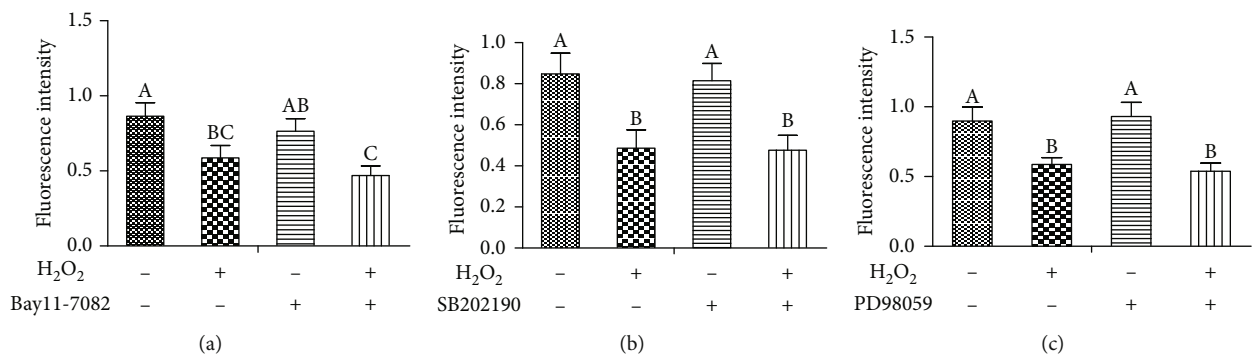 Fluorescence intensity
1.5
1.0
0.5
0.0
A
BC
AB
C
H₂O₂ – + – +
Bay11-7082 – – + +
(a)
Fluorescence intensity
1.0
0.8
0.6
0.4
0.2
0.0
A
B
A
B
H₂O₂ – + – +
SB202190 – – + +
(b)
Fluorescence intensity
1.5
1.0
0.5
0.0
A
B
A
B
H₂O₂ – + – +
PD98059 – – + +
(c)